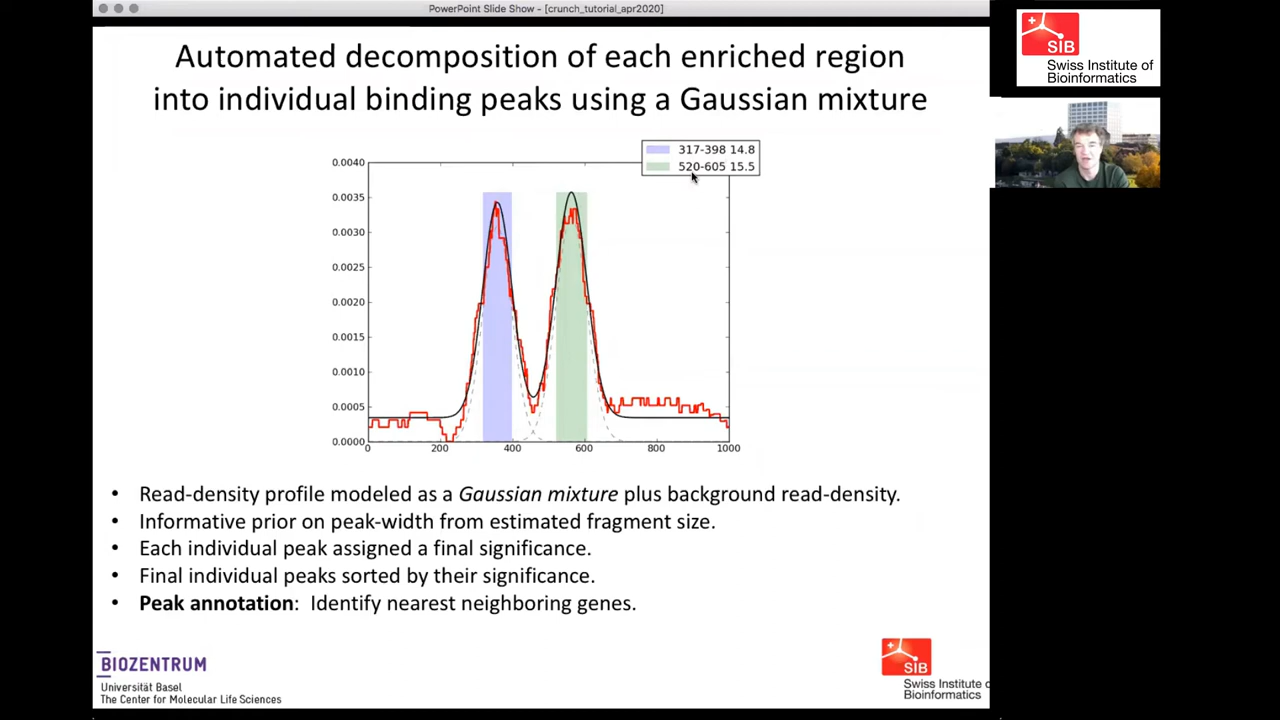 PowerPoint Slide Show - [crunch_tutorial_apr2020]
Automated decomposition of each enriched region
into individual binding peaks using a Gaussian mixture
317-398 14.8
520-605 15.5
0.0040
0.0035
0.0030
0.0025
0.0020
0.0015
0.0010
0.0005
0.0000
0 200 400 600 800 1000
• Read-density profile modeled as a Gaussian mixture plus background read-density.
• Informative prior on peak-width from estimated fragment size.
• Each individual peak assigned a final significance.
• Final individual peaks sorted by their significance.
• Peak annotation: Identify nearest neighboring genes.
BIOZENTRUM
Universität Basel
The Center for Molecular Life Sciences
SIB
Swiss Institute of
Bioinformatics
SIB
Swiss Institute of
Bioinformatics